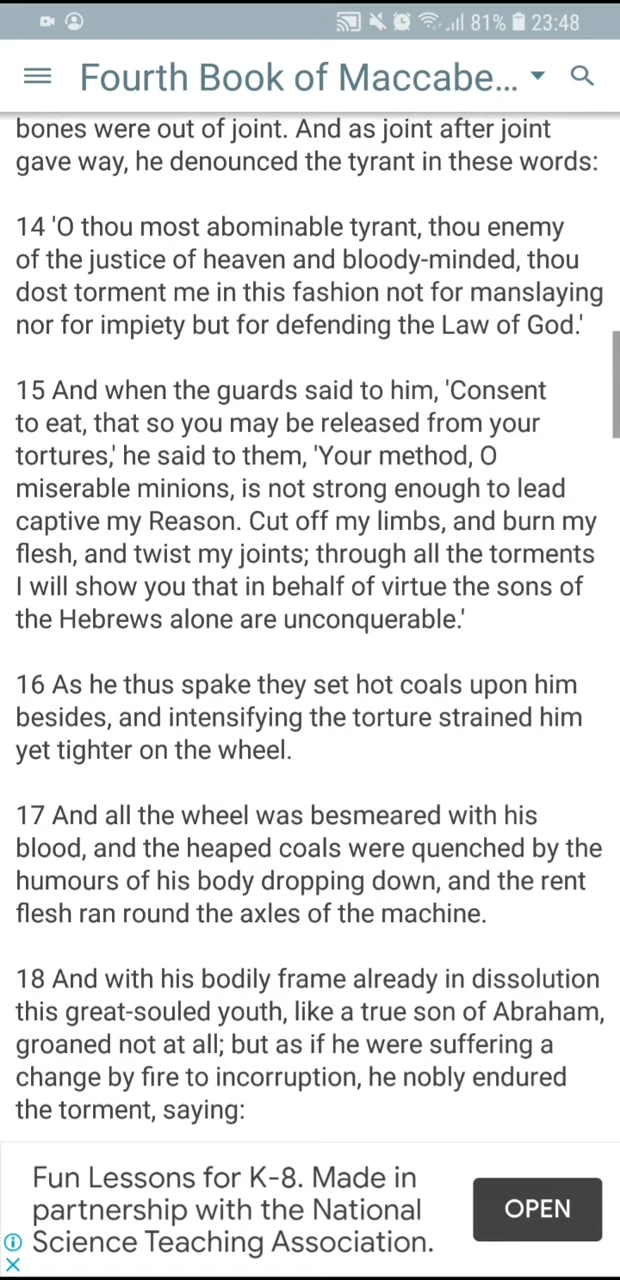 81% 23:48
Fourth Book of Maccabe...
bones were out of joint. And as joint after joint
gave way, he denounced the tyrant in these words:
14 'O thou most abominable tyrant, thou enemy
of the justice of heaven and bloody-minded, thou
dost torment me in this fashion not for manslaying
nor for impiety but for defending the Law of God.'
15 And when the guards said to him, 'Consent
to eat, that so you may be released from your
tortures,' he said to them, 'Your method, O
miserable minions, is not strong enough to lead
captive my Reason. Cut off my limbs, and burn my
flesh, and twist my joints; through all the torments
I will show you that in behalf of virtue the sons of
the Hebrews alone are unconquerable.'
16 As he thus spake they set hot coals upon him
besides, and intensifying the torture strained him
yet tighter on the wheel.
17 And all the wheel was besmeared with his
blood, and the heaped coals were quenched by the
humours of his body dropping down, and the rent
flesh ran round the axles of the machine.
18 And with his bodily frame already in dissolution
this great-souled youth, like a true son of Abraham,
groaned not at all; but as if he were suffering a
change by fire to incorruption, he nobly endured
the torment, saying:
Fun Lessons for K-8. Made in
partnership with the National
Science Teaching Association.
OPEN